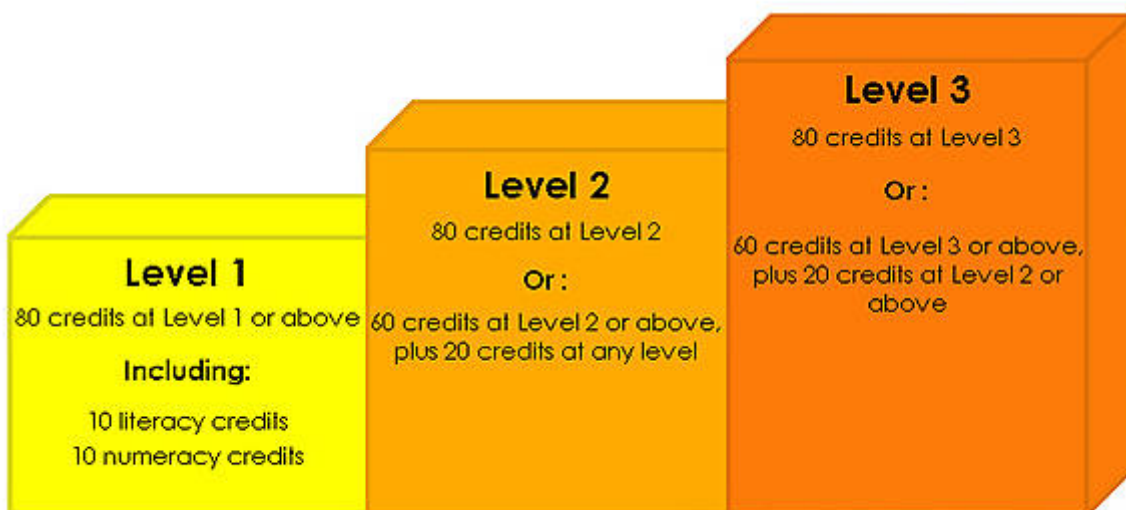 Level 1
80 credits at Level 1 or above
Including:
10 literacy credits
10 numeracy credits
Level 2
80 credits at Level 2
Or :
60 credits at Level 2 or above,
plus 20 credits at any level
Level 3
80 credits at Level 3
Or :
60 credits at Level 3 or above,
plus 20 credits at Level 2 or
above